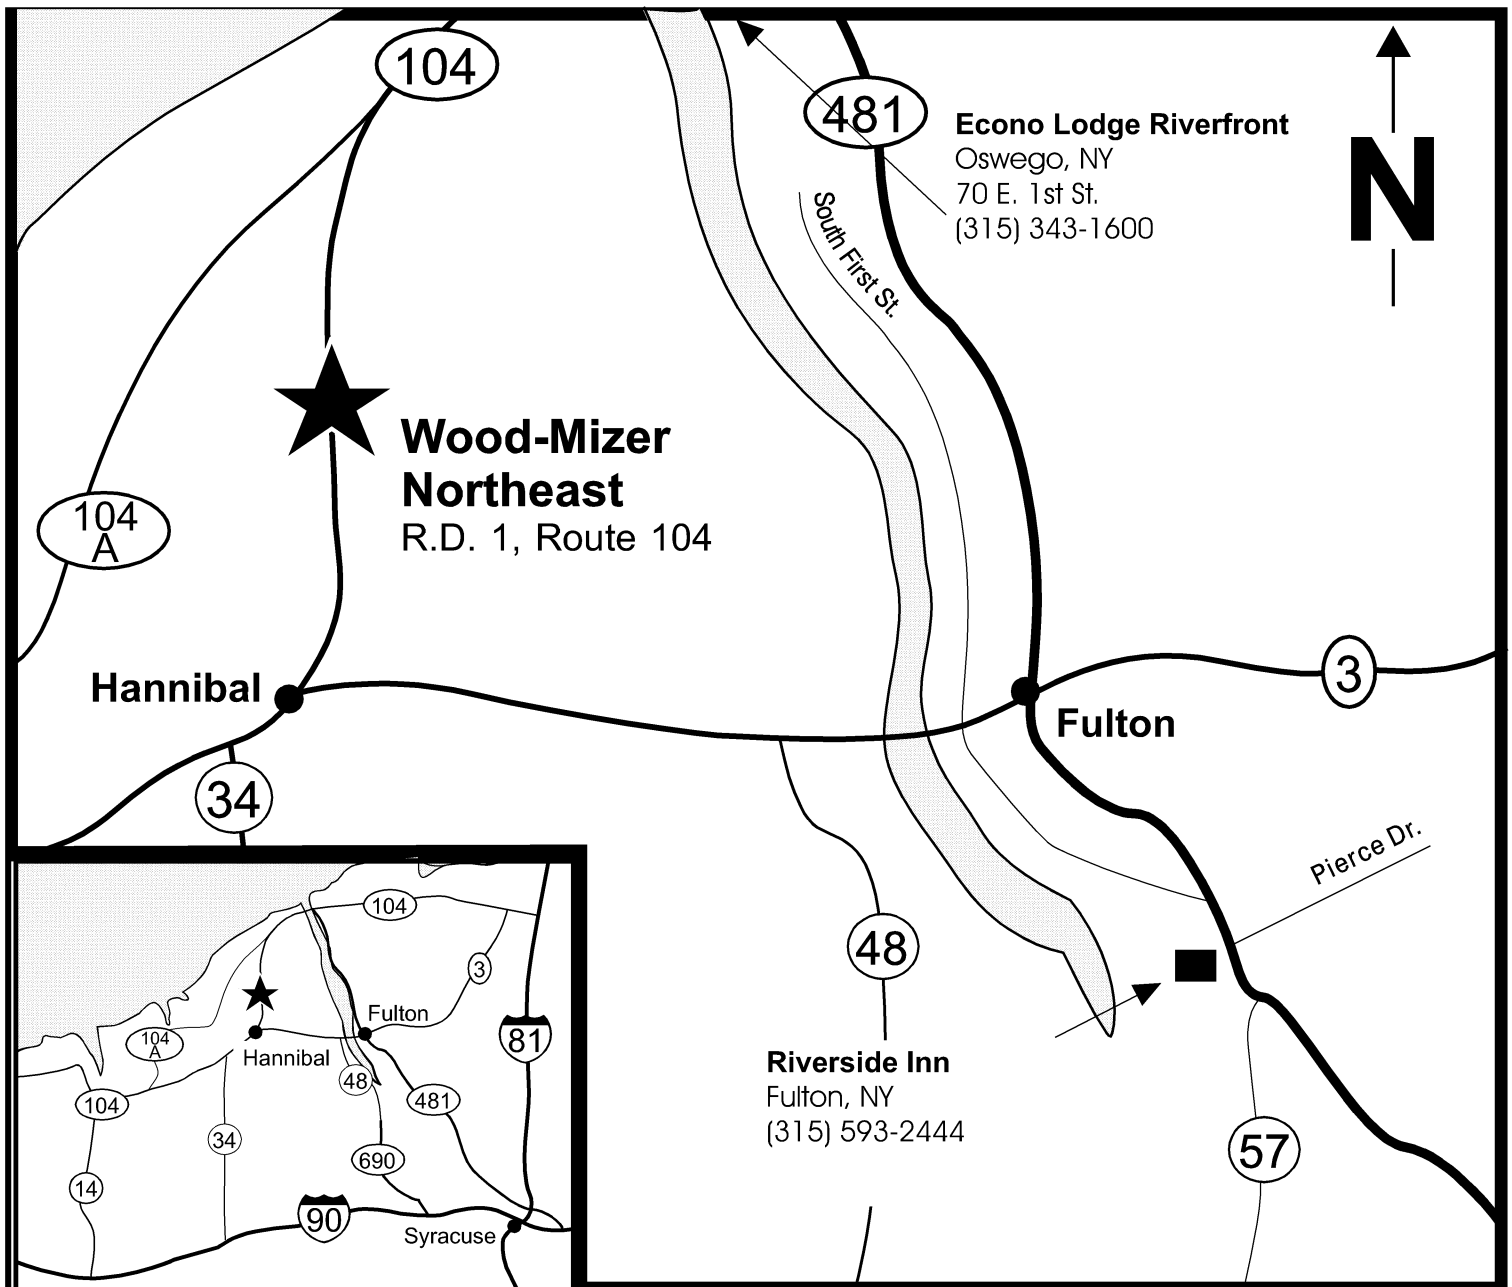 104
481
Econo Lodge Riverfront
Oswego, NY
70 E. 1st St.
(315) 343-1600
N
South First St.
Wood-Mizer
Northeast
R.D. 1, Route 104
104
A
Hannibal
3
Fulton
34
Pierce Dr.
48
Riverside Inn
Fulton, NY
(315) 593-2444
57
104
3
Fulton
81
104
A
Hannibal
48
481
104
34
690
14
90
Syracuse